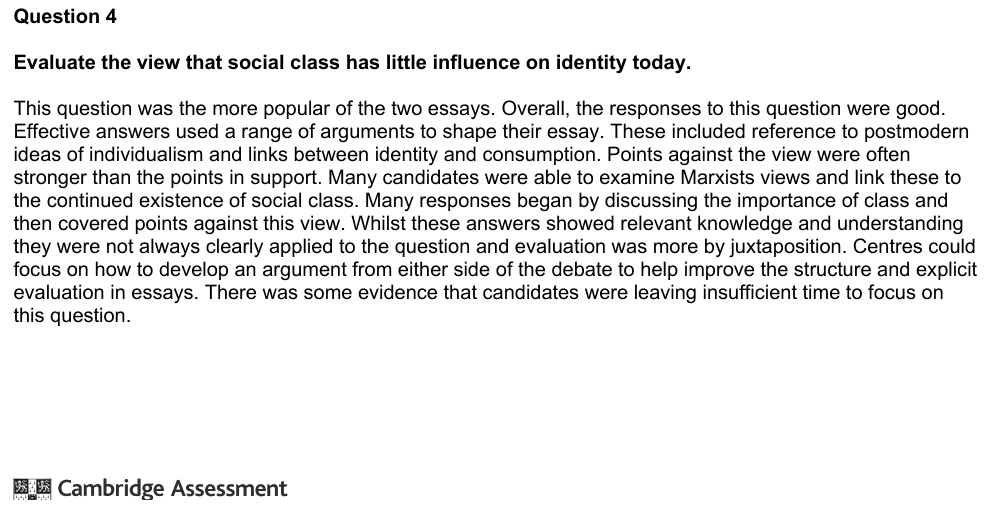 Question 4
Evaluate the view that social class has little influence on identity today.
This question was the more popular of the two essays. Overall, the responses to this question were good.
Effective answers used a range of arguments to shape their essay. These included reference to postmodern
ideas of individualism and links between identity and consumption. Points against the view were often
stronger than the points in support. Many candidates were able to examine Marxists views and link these to
the continued existence of social class. Many responses began by discussing the importance of class and
then covered points against this view. Whilst these answers showed relevant knowledge and understanding
they were not always clearly applied to the question and evaluation was more by juxtaposition. Centres could
focus on how to develop an argument from either side of the debate to help improve the structure and explicit
evaluation in essays. There was some evidence that candidates were leaving insufficient time to focus on
this question.
Cambridge Assessment